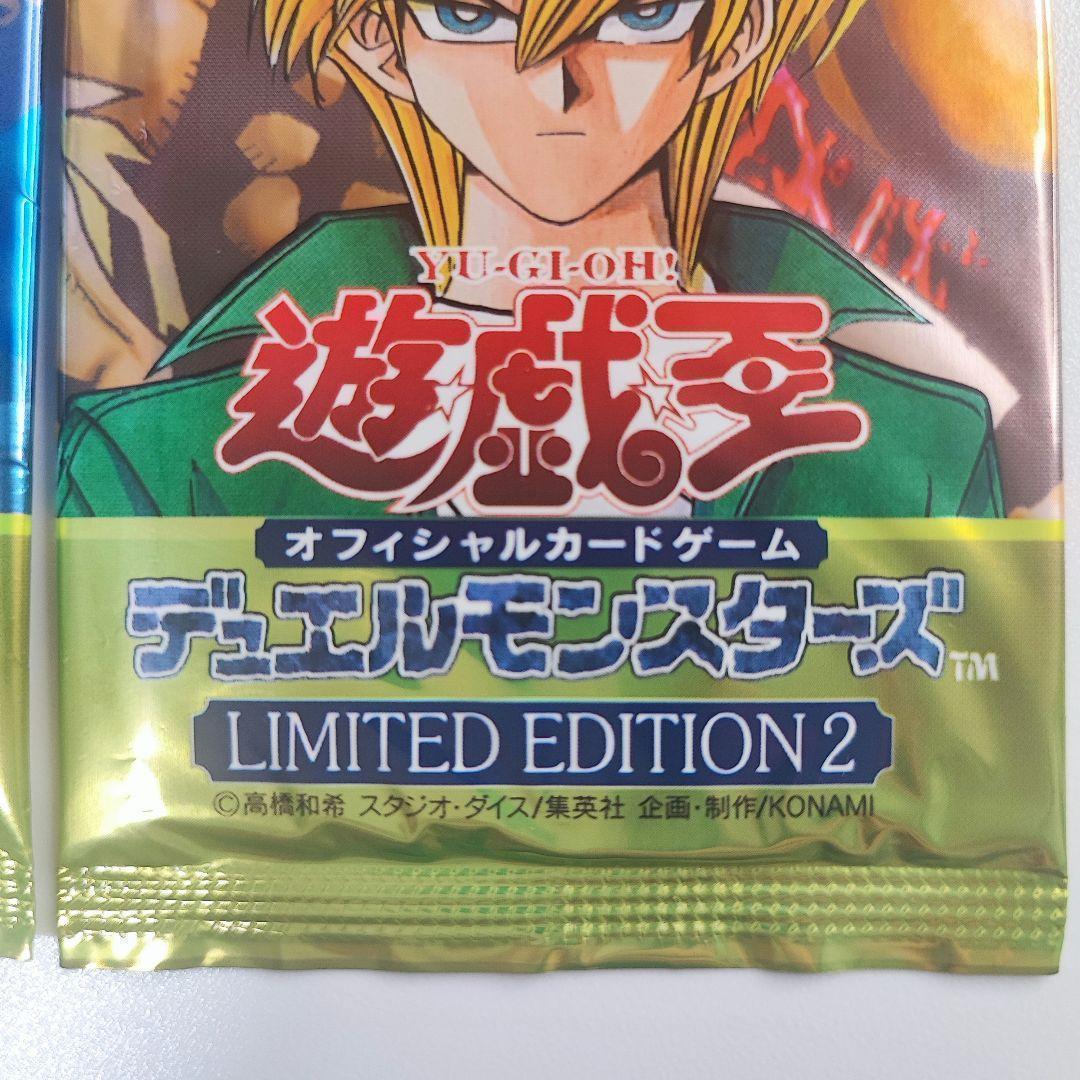 YU-GI-OH!
遊戯王
オフィシャルカードゲーム
デュエルモンスターズTM
LIMITED EDITION 2
©高橋和希 スタジオ・ダイス/集英社 企画・制作/KONAMI